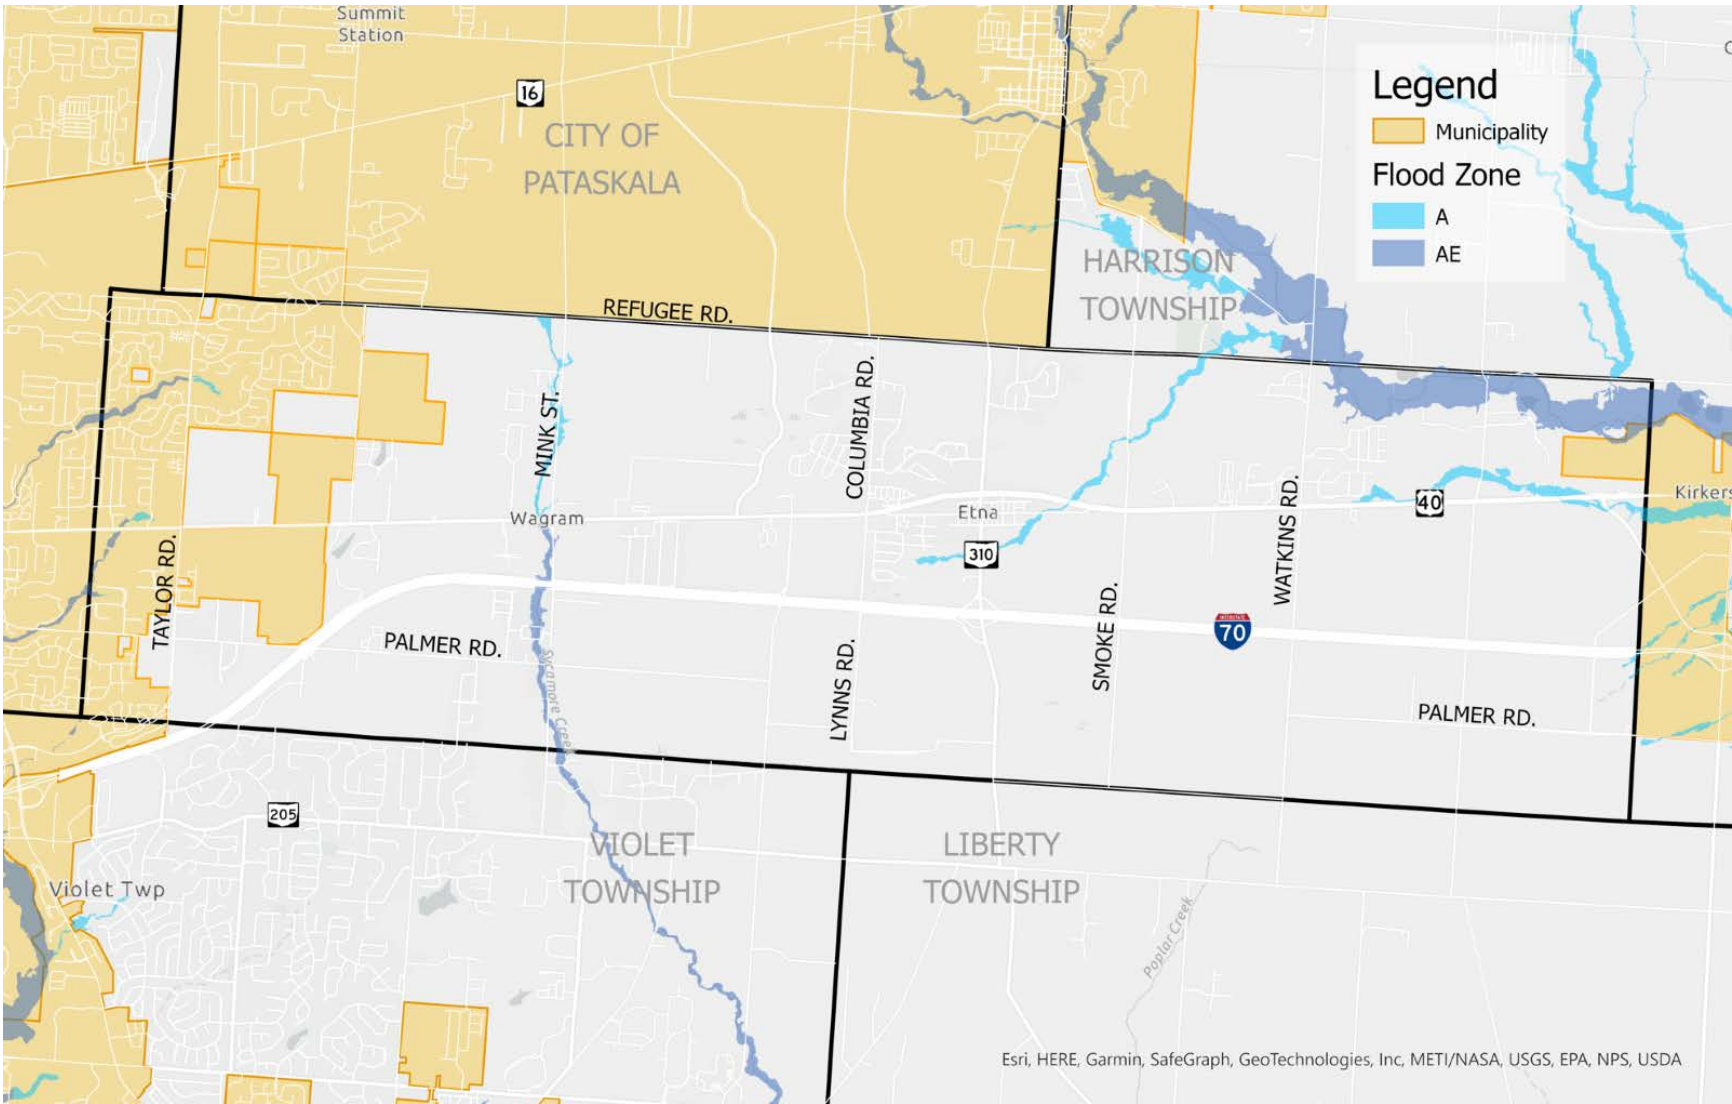 Summit
Station
16
CITY OF
PATASKALA
Legend
Municipality
Flood Zone
A
AE
HARRISON
TOWNSHIP
REFUGEE RD.
MINK ST.
COLUMBIA RD.
Wagram
Etna
310
40
WATKINS RD.
TAYLOR RD.
PALMER RD.
Sycamore Creek
LYNNS RD.
SMOKE RD.
INTERSTATE
70
PALMER RD.
205
VIOLET
TOWNSHIP
LIBERTY
TOWNSHIP
Violet Twp
Poplar Creek
Kirkers
Esri, HERE, Garmin, SafeGraph, GeoTechnologies, Inc, METI/NASA, USGS, EPA, NPS, USDA